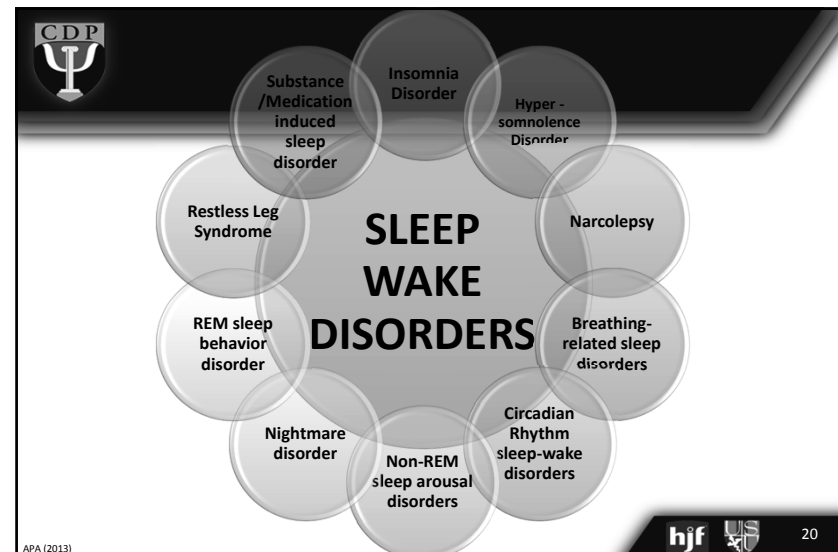 CDP
Insomnia
Disorder
Hyper -
somnolence
Disorder
Narcolepsy
Breathing-
related sleep
disorders
Circadian
Rhythm
sleep-wake
disorders
Non-REM
sleep arousal
disorders
Nightmare
disorder
REM sleep
behavior
disorder
Restless Leg
Syndrome
Substance
/Medication
induced
sleep
disorder
SLEEP
WAKE
DISORDERS
APA (2013)
hjf
20